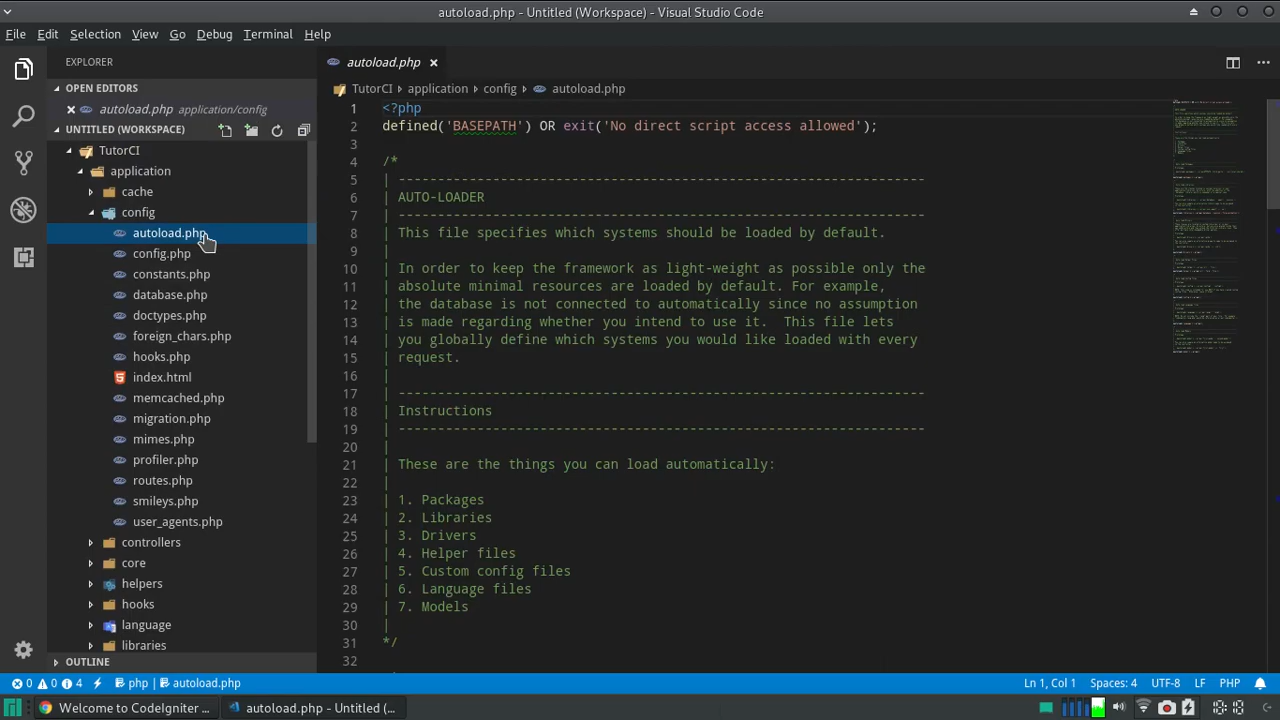 autoload.php - Untitled (Workspace) - Visual Studio Code
File Edit Selection View Go Debug Terminal Help
EXPLORER
OPEN EDITORS
autoload.php application/config
UNTITLED (WORKSPACE)
TutorCI
application
cache
config
autoload.php
config.php
constants.php
database.php
doctypes.php
foreign_chars.php
hooks.php
index.html
memcached.php
migration.php
mimes.php
profiler.php
routes.php
smileys.php
user_agents.php
controllers
core
helpers
hooks
language
libraries
OUTLINE
autoload.php
TutorCI application config autoload.php
1 <?php
2 defined('BASEPATH') OR exit('No direct script access allowed');
3
4 /*
5 | -------------------------------------------------------------------
6 | AUTO-LOADER
7 | -------------------------------------------------------------------
8 | This file specifies which systems should be loaded by default.
9 |
10 | In order to keep the framework as light-weight as possible only the
11 | absolute minimal resources are loaded by default. For example,
12 | the database is not connected to automatically since no assumption
13 | is made regarding whether you intend to use it.  This file lets
14 | you globally define which systems you would like loaded with every
15 | request.
16 |
17 | -------------------------------------------------------------------
18 | Instructions
19 | -------------------------------------------------------------------
20 |
21 | These are the things you can load automatically:
22 |
23 | 1. Packages
24 | 2. Libraries
25 | 3. Drivers
26 | 4. Helper files
27 | 5. Custom config files
28 | 6. Language files
29 | 7. Models
30 |
31 */
32
0 0 4 php autoload.php Ln 1, Col 1 Spaces: 4 UTF-8 LF PHP
Welcome to CodeIgniter ... autoload.php - Untitled (...